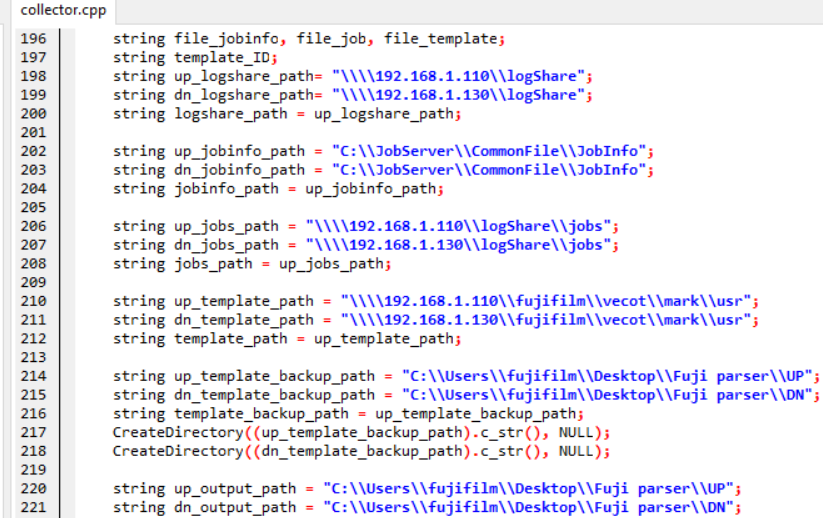 collector.cpp
196 string file_jobinfo, file_job, file_template;
197 string template_ID;
198 string up_logshare_path= "\\\\192.168.1.110\\logShare";
199 string dn_logshare_path= "\\\\192.168.1.130\\logShare";
200 string logshare_path = up_logshare_path;
201
202 string up_jobinfo_path = "C:\\JobServer\\CommonFile\\JobInfo";
203 string dn_jobinfo_path = "C:\\JobServer\\CommonFile\\JobInfo";
204 string jobinfo_path = up_jobinfo_path;
205
206 string up_jobs_path = "\\\\192.168.1.110\\logShare\\jobs";
207 string dn_jobs_path = "\\\\192.168.1.130\\logShare\\jobs";
208 string jobs_path = up_jobs_path;
209
210 string up_template_path = "\\\\192.168.1.110\\fujifilm\\vecot\\mark\\usr";
211 string dn_template_path = "\\\\192.168.1.130\\fujifilm\\vecot\\mark\\usr";
212 string template_path = up_template_path;
213
214 string up_template_backup_path = "C:\\Users\\fujifilm\\Desktop\\Fuji parser\\UP";
215 string dn_template_backup_path = "C:\\Users\\fujifilm\\Desktop\\Fuji parser\\DN";
216 string template_backup_path = up_template_backup_path;
217 CreateDirectory((up_template_backup_path).c_str(), NULL);
218 CreateDirectory((dn_template_backup_path).c_str(), NULL);
219
220 string up_output_path = "C:\\Users\\fujifilm\\Desktop\\Fuji parser\\UP";
221 string dn_output_path = "C:\\Users\\fujifilm\\Desktop\\Fuji parser\\DN";